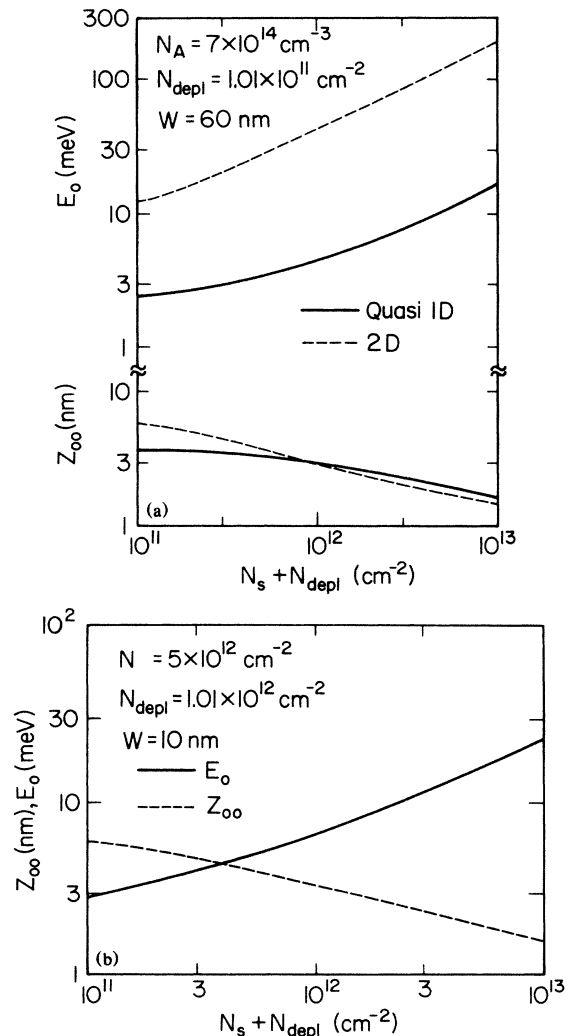 300
N_A = 7×10^14 cm^-3
N_depl = 1.01×10^11 cm^-2
W = 60 nm
100
30
10
3
1
E_o (meV)
Quasi 1D
2D
10
3
1
Z_oo (nm)
(a)
10^11
10^12
10^13
N_s + N_depl (cm^-2)
10^2
N = 5×10^12 cm^-2
N_depl = 1.01×10^12 cm^-2
W = 10 nm
E_o
Z_oo
30
10
3
1
Z_oo (nm), E_o (meV)
(b)
10^11
3
10^12
3
10^13
N_s + N_depl (cm^-2)